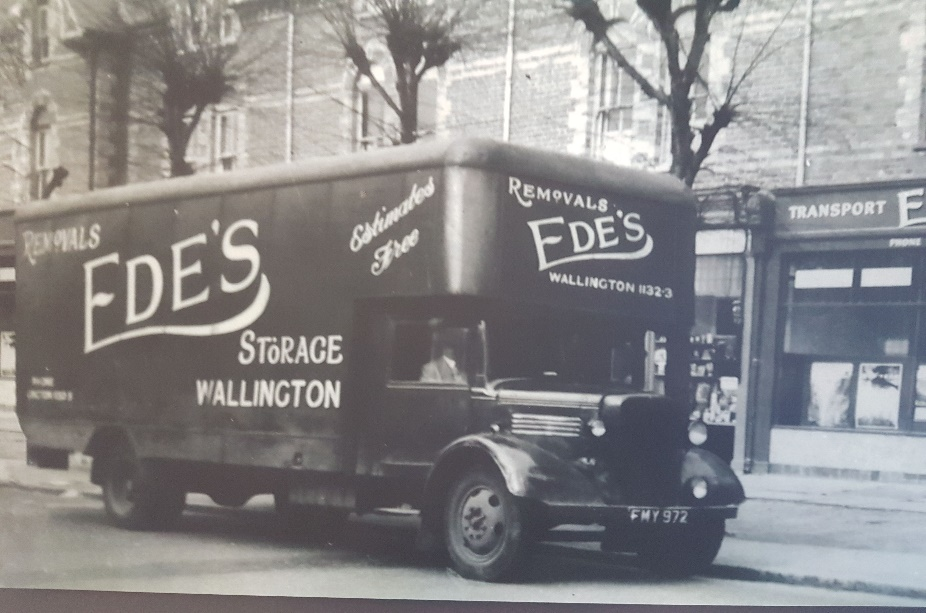 REMOVALS
EDE'S
STORAGE
WALLINGTON
Estimates
Free
REMOVALS
EDE'S
WALLINGTON 1132-3
FMY 972
TRANSPORT E
PHONE